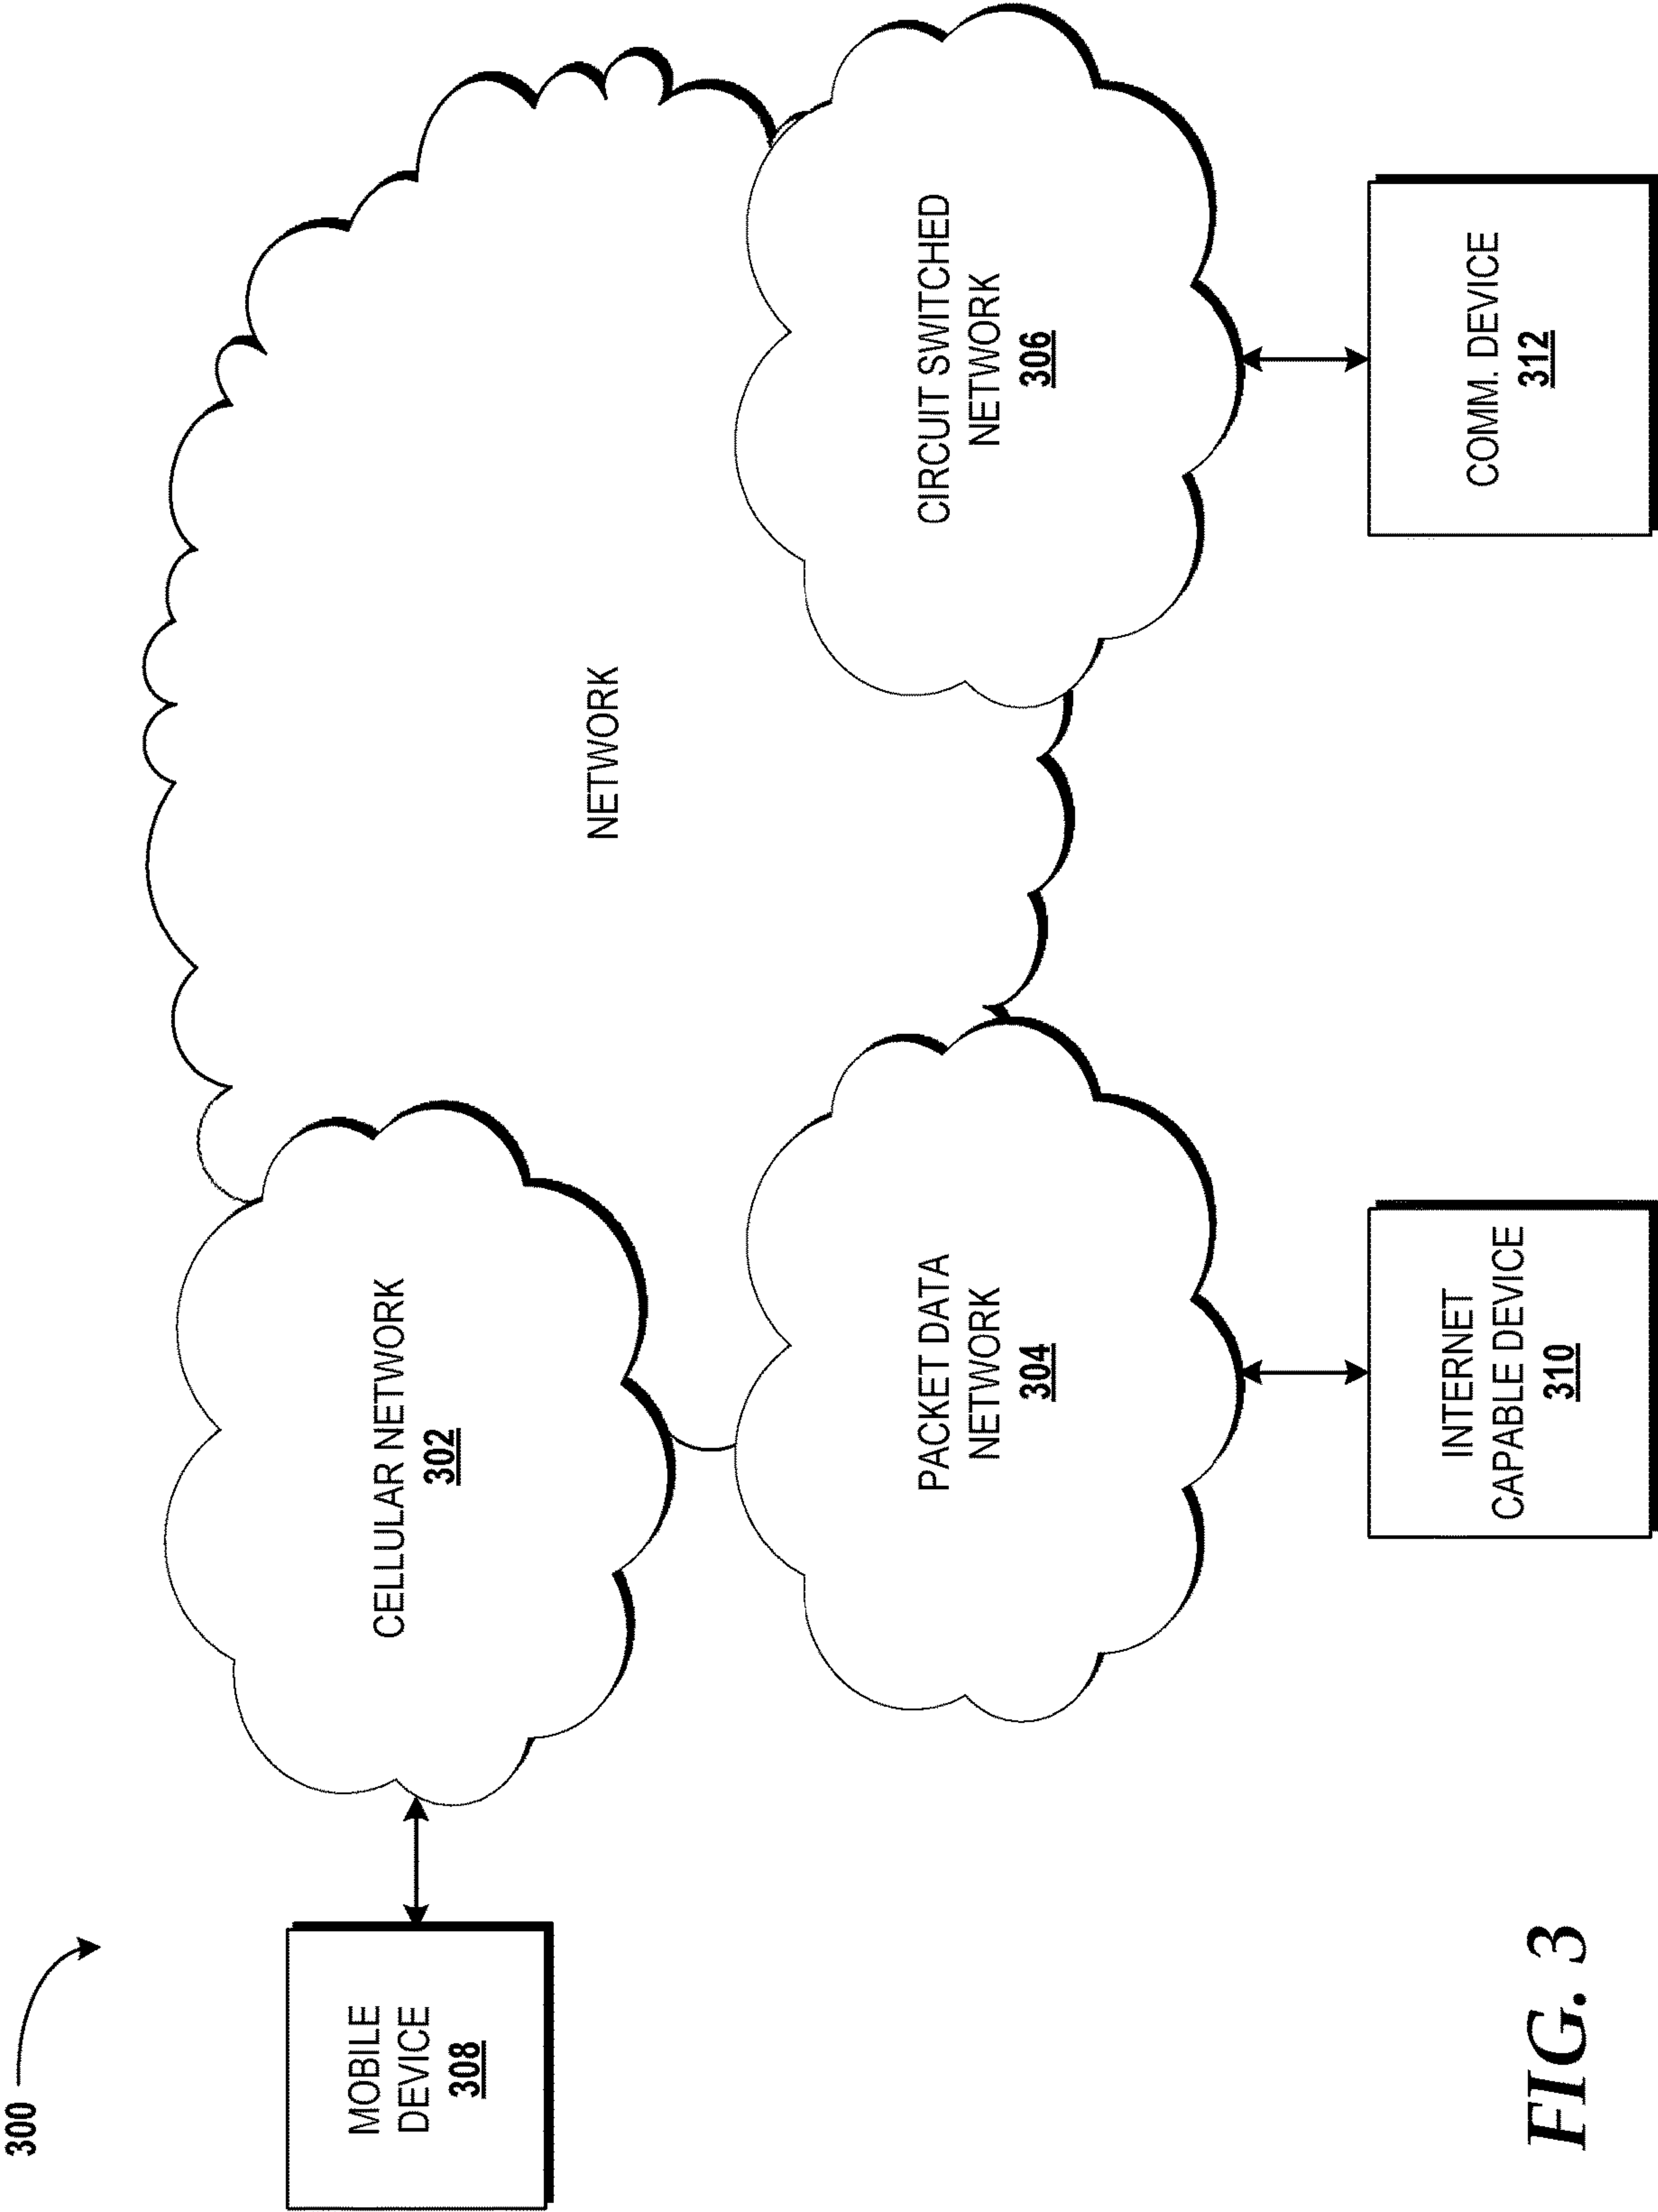 300
NETWORK
CELLULAR NETWORK
302
MOBILE
DEVICE
308
PACKET DATA
NETWORK
304
CIRCUIT SWITCHED
NETWORK
306
INTERNET
CAPABLE DEVICE
310
COMM. DEVICE
312
FIG. 3